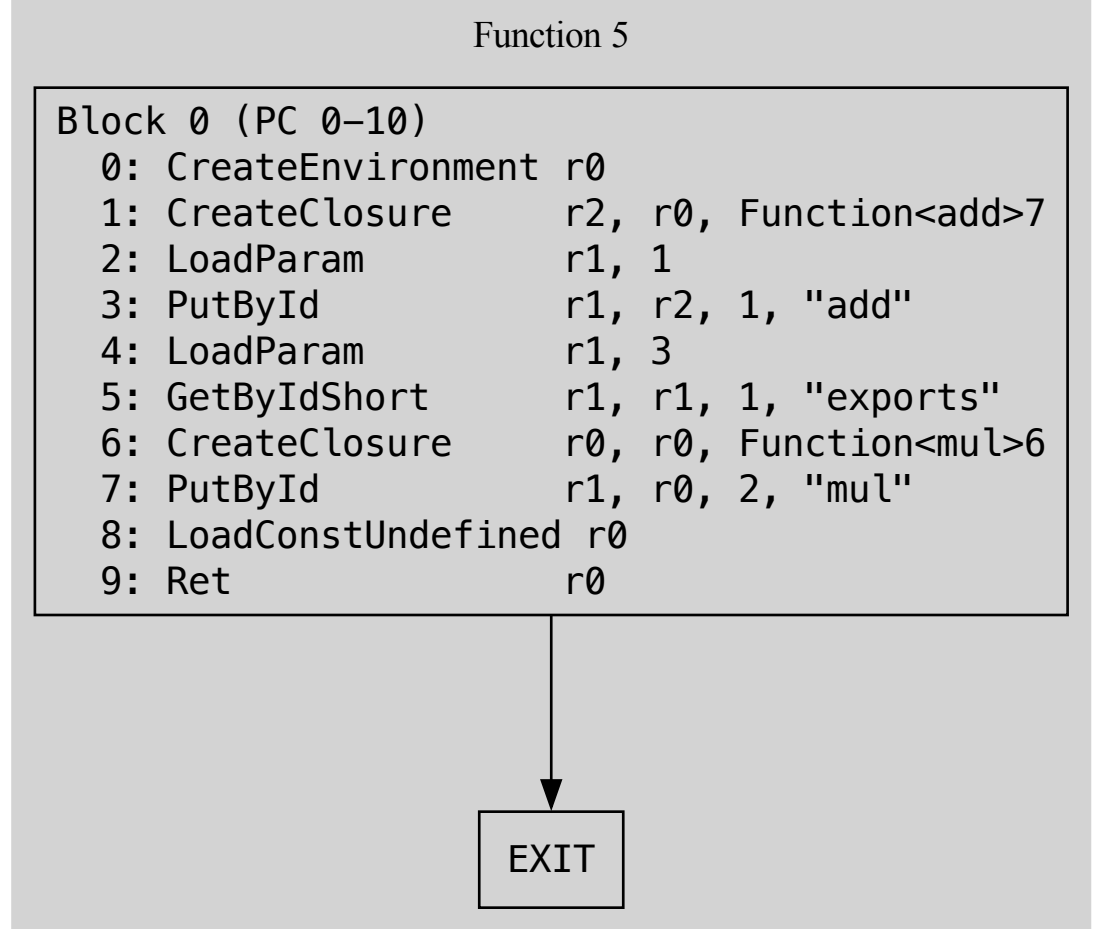 Function 5
Block 0 (PC 0–10)
0: CreateEnvironment r0
1: CreateClosure r2, r0, Function<add>7
2: LoadParam r1, 1
3: PutById r1, r2, 1, "add"
4: LoadParam r1, 3
5: GetByIdShort r1, r1, 1, "exports"
6: CreateClosure r0, r0, Function<mul>6
7: PutById r1, r0, 2, "mul"
8: LoadConstUndefined r0
9: Ret r0
EXIT